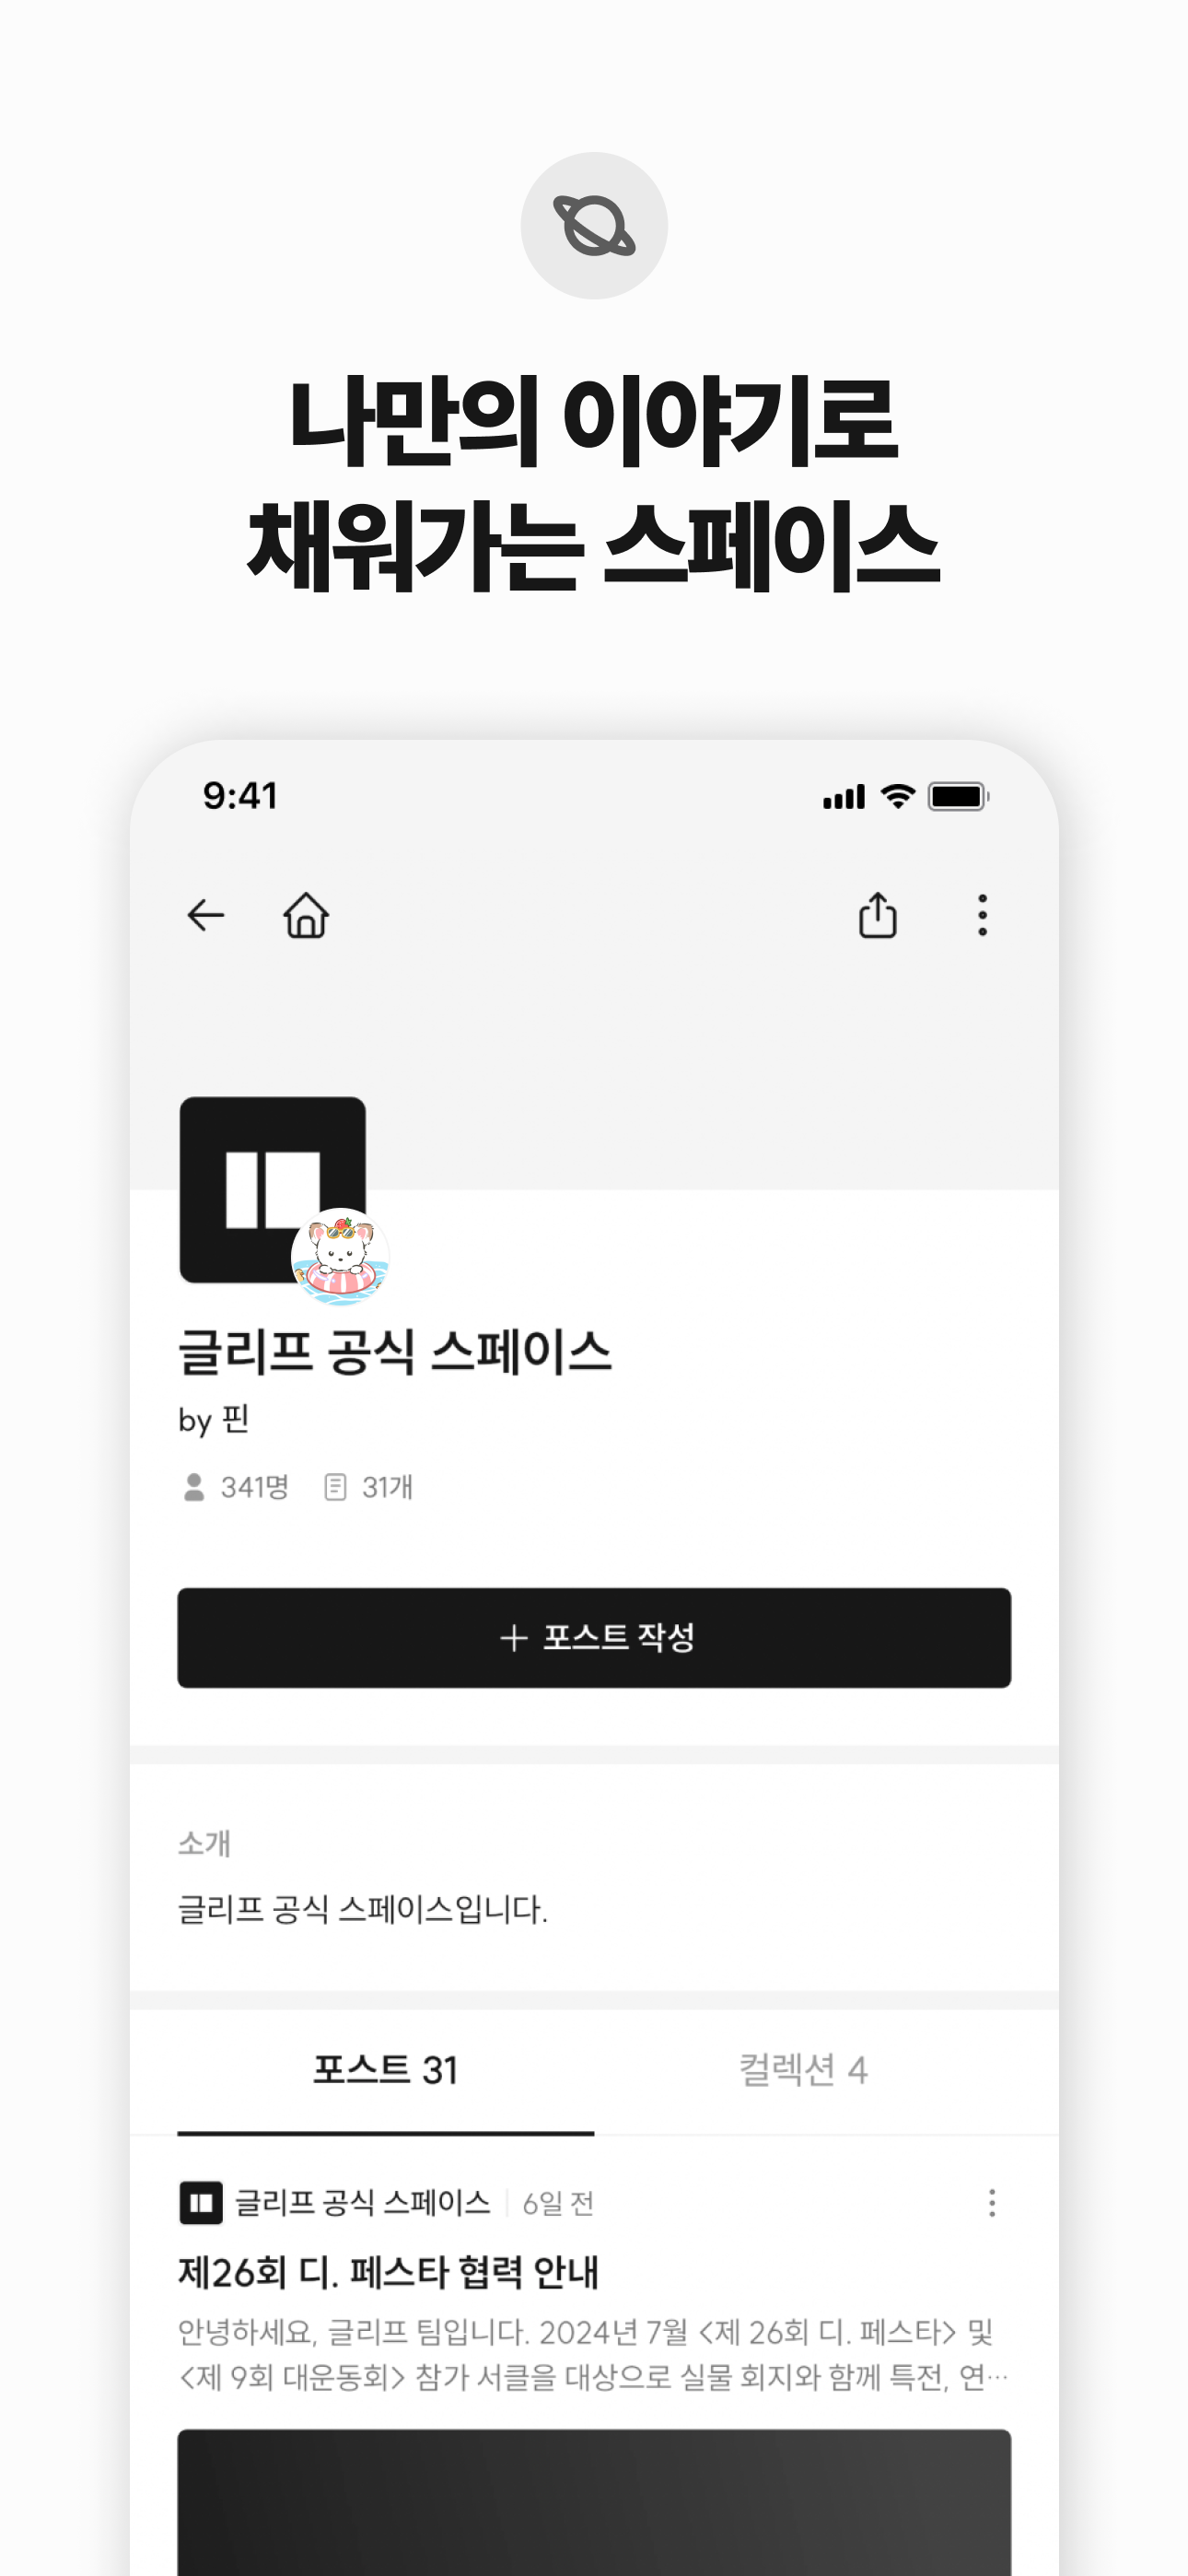 나만의 이야기로
채워가는 스페이스
9:41
글리프 공식 스페이스
by 핀
341명 31개
+ 포스트 작성
소개
글리프 공식 스페이스입니다.
포스트 31 컬렉션 4
글리프 공식 스페이스 | 6일 전
제26회 디. 페스타 협력 안내
안녕하세요, 글리프 팀입니다. 2024년 7월 <제 26회 디. 페스타> 및
<제 9회 대운동회> 참가 서클을 대상으로 실물 회지와 함께 특전, 연…